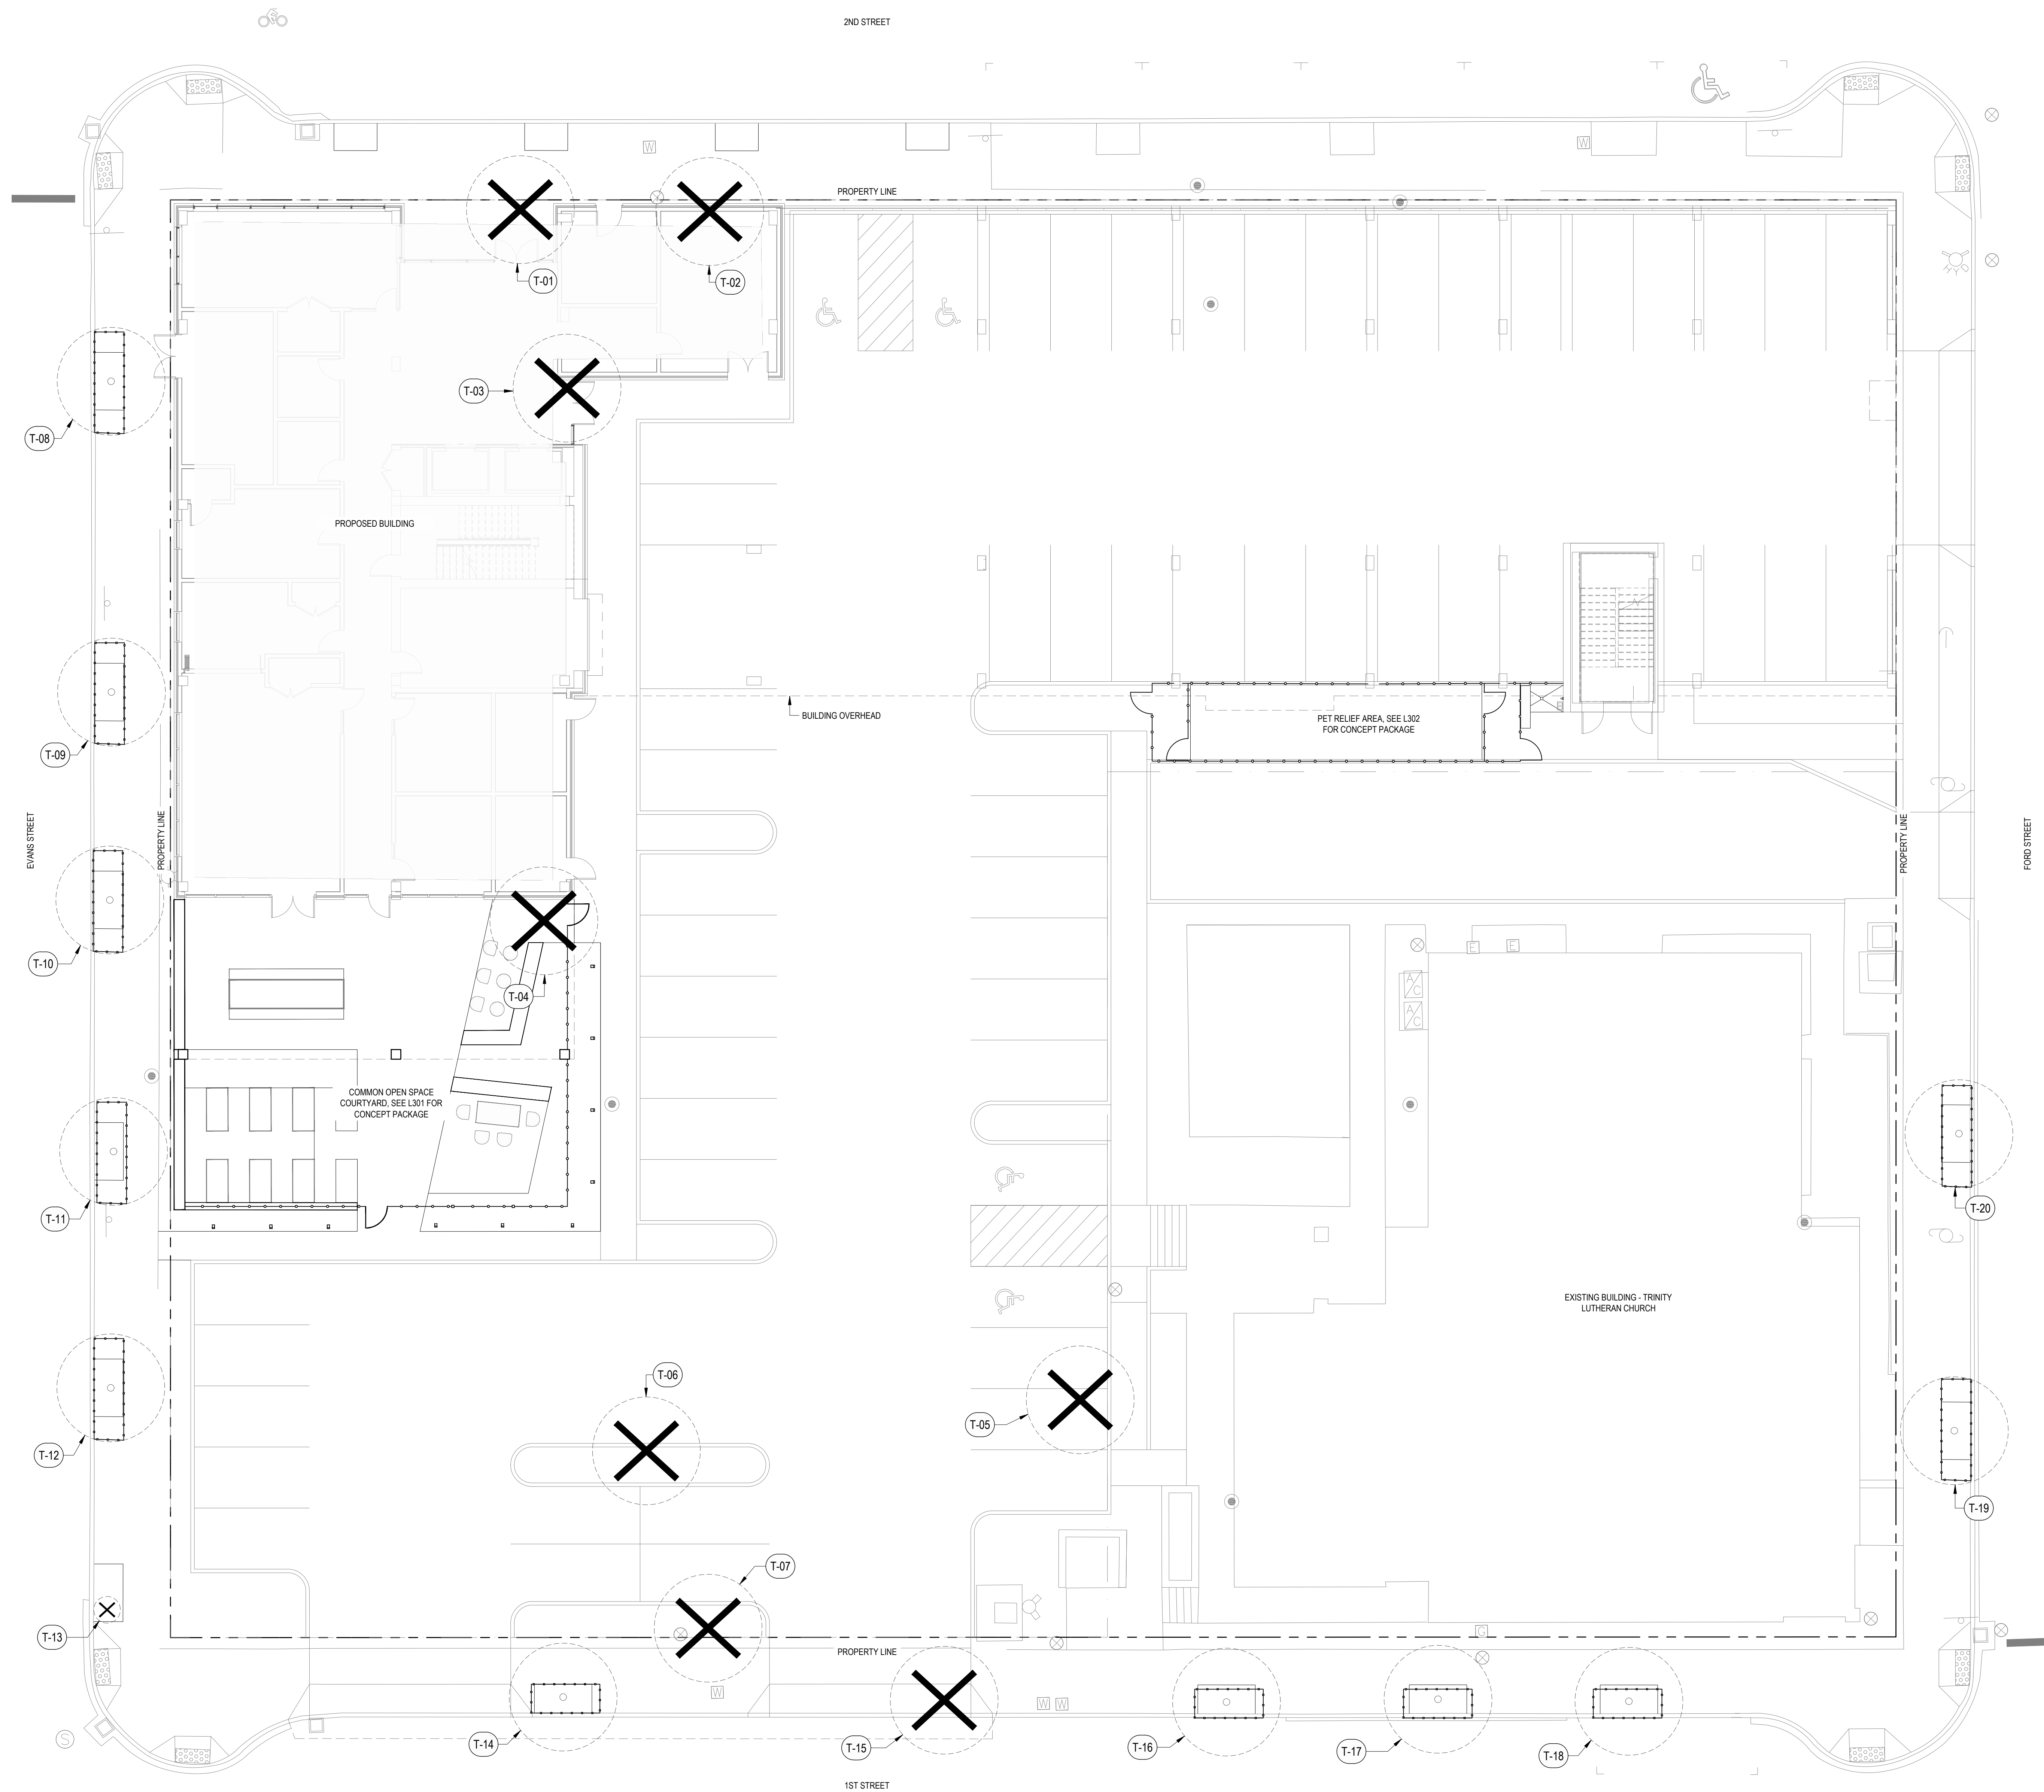 2ND STREET
W
W
PROPERTY LINE
T-01
T-02
T-03
T-08
PROPOSED BUILDING
BUILDING OVERHEAD
PET RELIEF AREA, SEE L302
FOR CONCEPT PACKAGE
T-09
EVANS STREET
PROPERTY LINE
PROPERTY LINE
FORD STREET
T-10
T-04
E
E
A/C
A/C
COMMON OPEN SPACE
COURTYARD, SEE L301 FOR
CONCEPT PACKAGE
T-11
T-20
EXISTING BUILDING - TRINITY
LUTHERAN CHURCH
T-06
T-05
T-12
T-19
T-07
T-13
G
PROPERTY LINE
W
W
W
S
T-14
T-15
T-16
T-17
T-18
1ST STREET